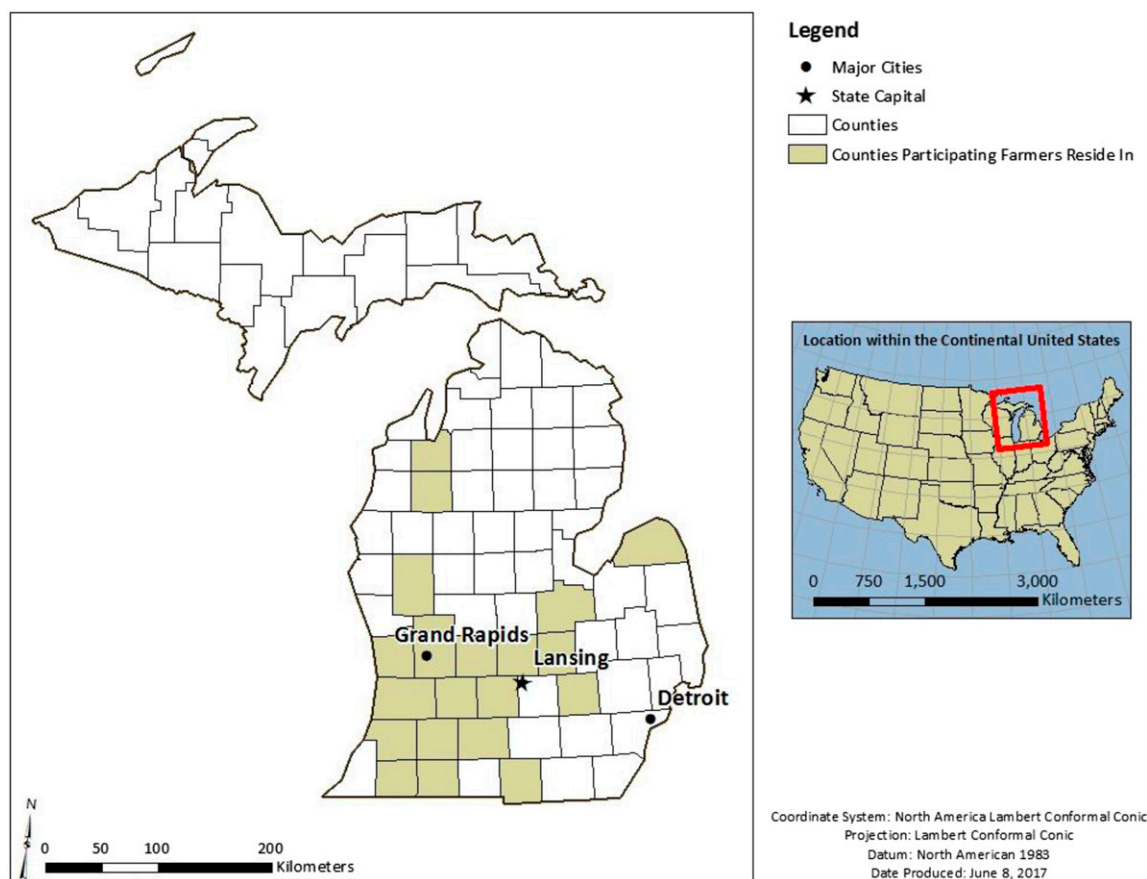 Legend
Major Cities
State Capital
Counties
Counties Participating Farmers Reside In
Location within the Continental United States
0 750 1,500 3,000
Kilometers
Grand Rapids
Lansing
Detroit
N
0 50 100 200
Kilometers
Coordinate System: North America Lambert Conformal Conic
Projection: Lambert Conformal Conic
Datum: North American 1983
Date Produced: June 8, 2017